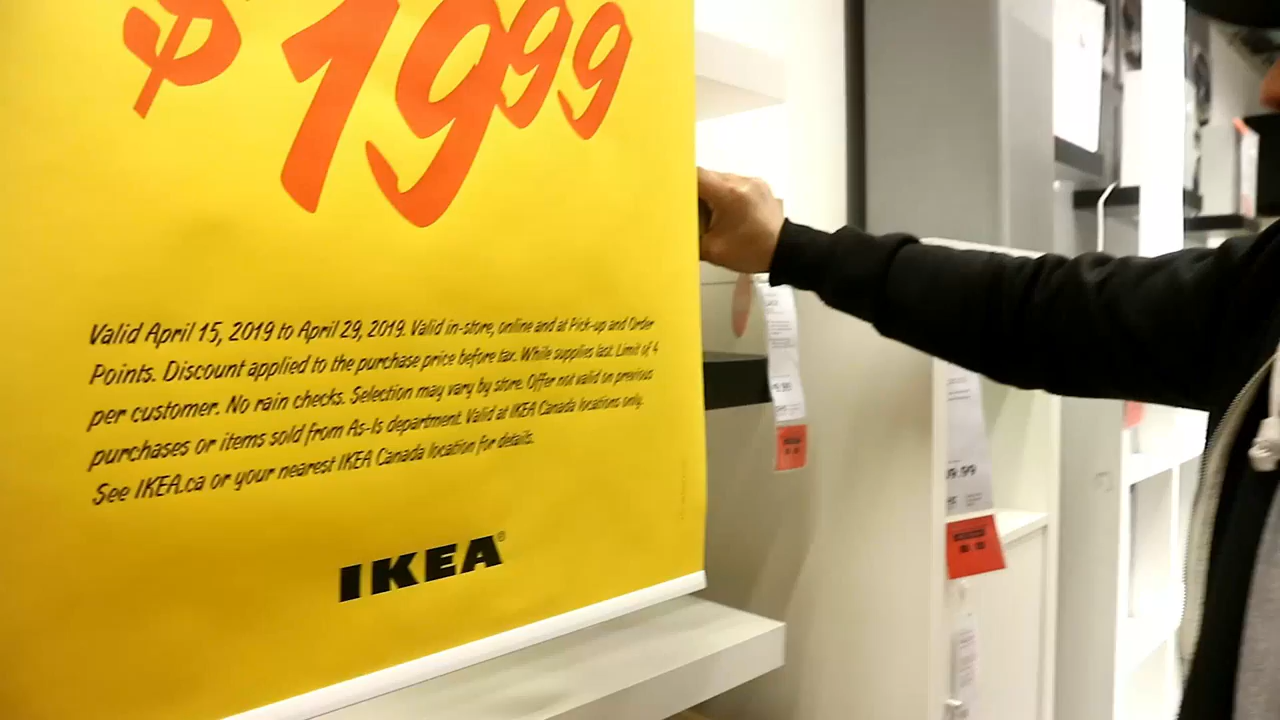 $19.99
Valid April 15, 2019 to April 29, 2019. Valid in-store, online and at Pick-up and Order
Points. Discount applied to the purchase price before tax. While supplies last. Limit of 4
per customer. No rain checks. Selection may vary by store. Offer not valid on previous
purchases or items sold from As-Is department. Valid at IKEA Canada locations only.
See IKEA.ca or your nearest IKEA Canada location for details.
IKEA®
9.99